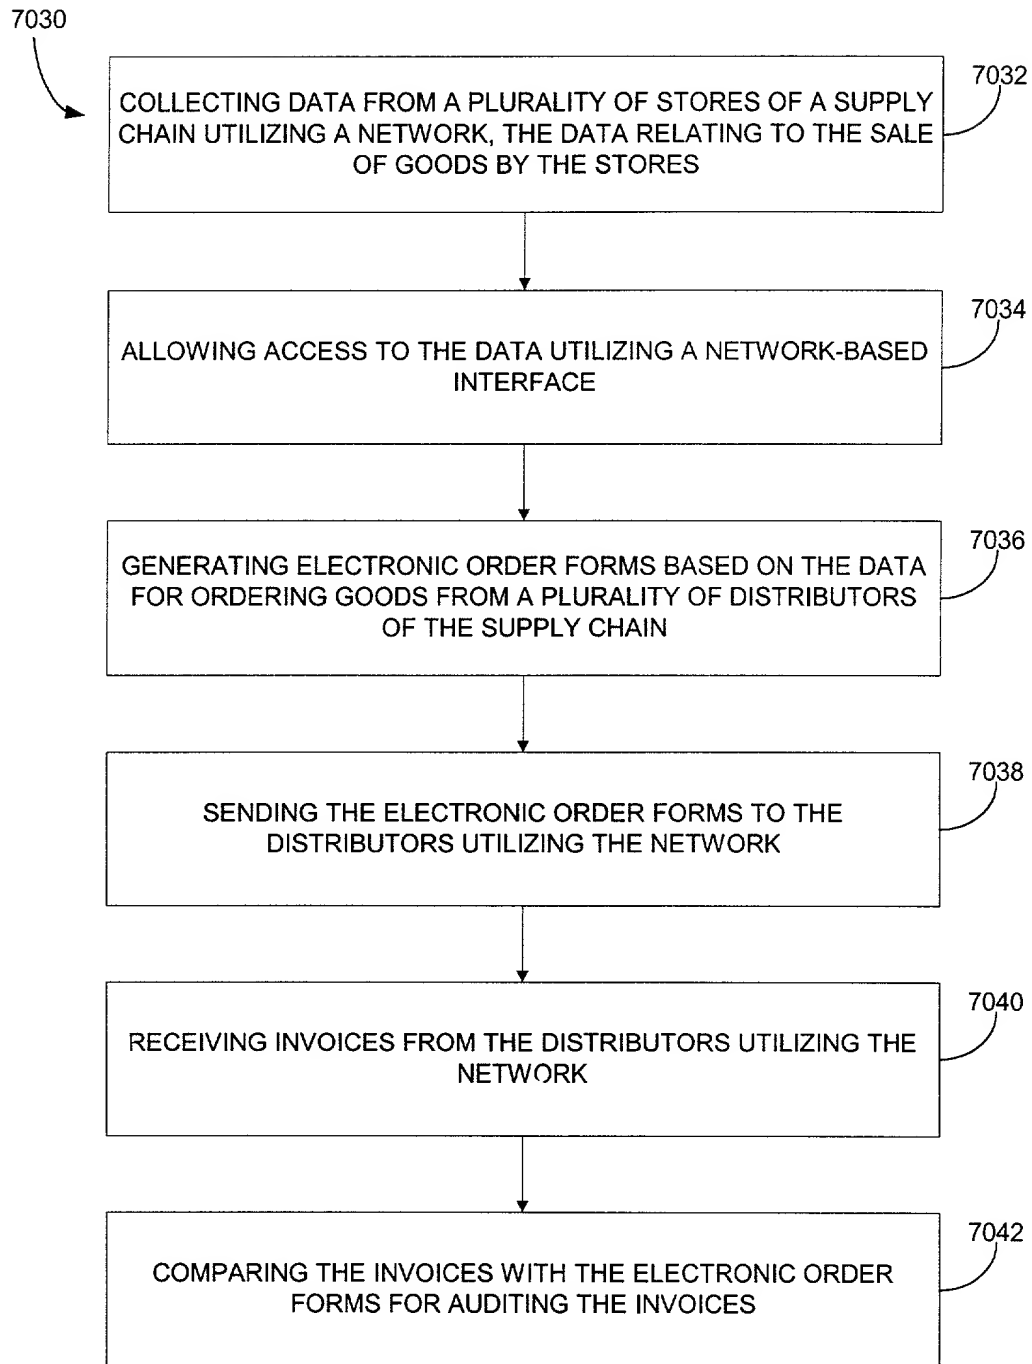 7030
7032
COLLECTING DATA FROM A PLURALITY OF STORES OF A SUPPLY
CHAIN UTILIZING A NETWORK, THE DATA RELATING TO THE SALE
OF GOODS BY THE STORES
7034
ALLOWING ACCESS TO THE DATA UTILIZING A NETWORK-BASED
INTERFACE
7036
GENERATING ELECTRONIC ORDER FORMS BASED ON THE DATA
FOR ORDERING GOODS FROM A PLURALITY OF DISTRIBUTORS
OF THE SUPPLY CHAIN
7038
SENDING THE ELECTRONIC ORDER FORMS TO THE
DISTRIBUTORS UTILIZING THE NETWORK
7040
RECEIVING INVOICES FROM THE DISTRIBUTORS UTILIZING THE
NETWORK
7042
COMPARING THE INVOICES WITH THE ELECTRONIC ORDER
FORMS FOR AUDITING THE INVOICES